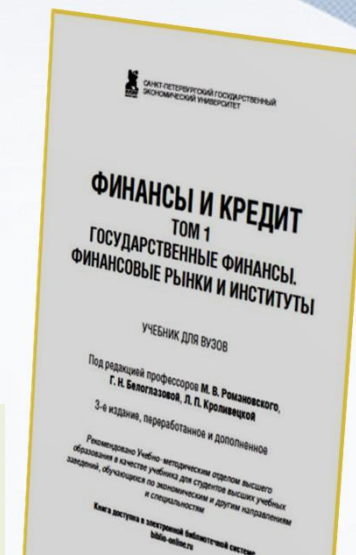 САНКТ-ПЕТЕРБУРГСКИЙ ГОСУДАРСТВЕННЫЙ
ЭКОНОМИЧЕСКИЙ УНИВЕРСИТЕТ
ФИНАНСЫ И КРЕДИТ
ТОМ 1
ГОСУДАРСТВЕННЫЕ ФИНАНСЫ.
ФИНАНСОВЫЕ РЫНКИ И ИНСТИТУТЫ
УЧЕБНИК ДЛЯ ВУЗОВ
Под редакцией профессоров М. В. Романовского,
Г. Н. Белоглазовой, Л. П. Кроливецкой
3-е издание, переработанное и дополненное
Рекомендовано Учебно-методическим отделом высшего
образования в качестве учебника для студентов высших учебных
заведений, обучающихся по экономическим и другим направлениям
и специальностям
Книга доступна в электронной библиотечной системе
biblio-online.ru